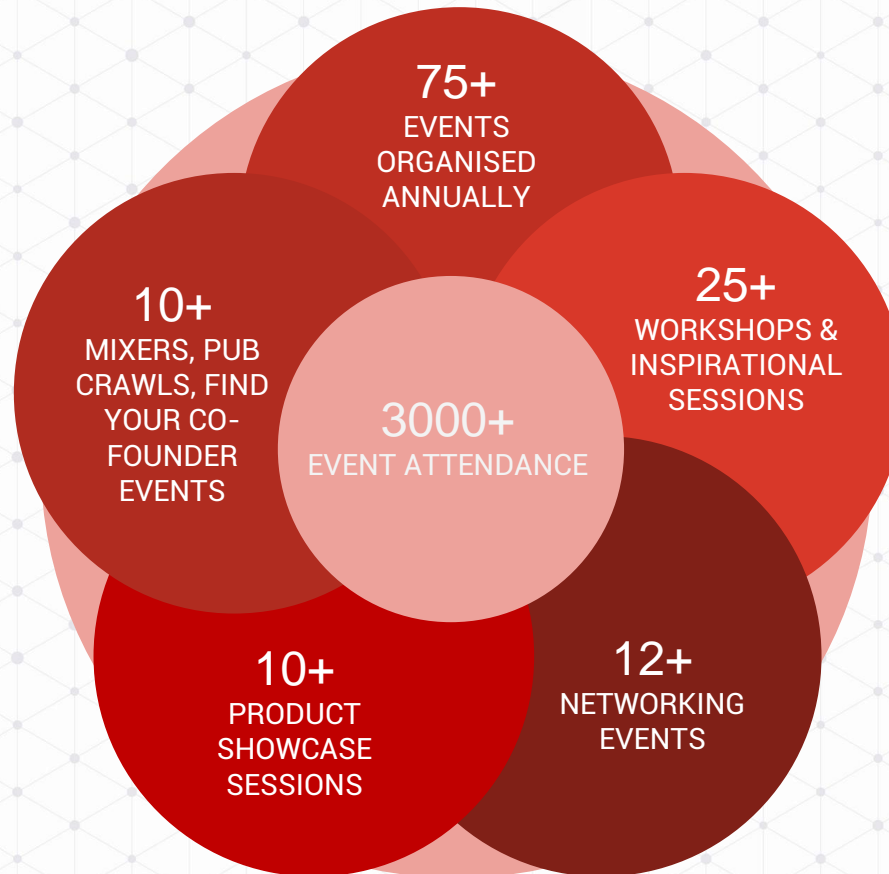 75+
EVENTS
ORGANISED
ANNUALLY
25+
WORKSHOPS &
INSPIRATIONAL
SESSIONS
12+
NETWORKING
EVENTS
10+
PRODUCT
SHOWCASE
SESSIONS
10+
MIXERS, PUB
CRAWLS, FIND
YOUR CO-
FOUNDER
EVENTS
3000+
EVENT ATTENDANCE